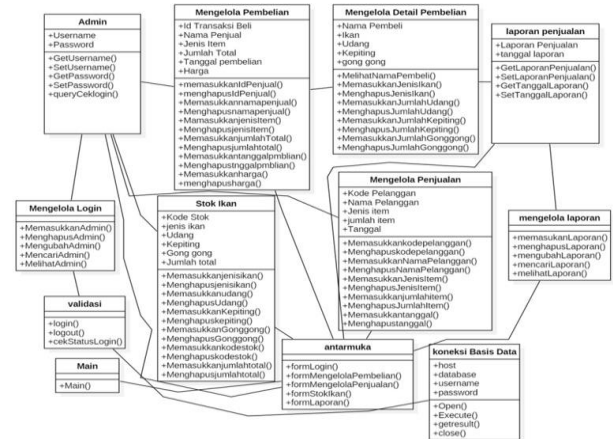 Admin
+Username
+Password
+GetUsername()
+SetUsername()
+GetPassword()
+SetPassword()
+queryCeklogin()
Mengelola Pembelian
+Id Transaksi Beli
+Nama Penjual
+Jenis Item
+Jumlah Total
+Tanggal pembelian
+Harga
+memasukkanIdPenjual()
+menghapusIdPenjual()
+Memasukkannamapenjual()
+Menghapusnamapenjual()
+MamasukkanjenisItem()
+MenghapusjenisItem()
+MemasukkanjumlahTotal()
+Menghapusjumlahtotal()
+Memasukkantanggalpmblian()
+Menghapustnggalpmblian()
+Memasukkanharga()
+menghapusharga()
Mengelola Detail Pembelian
+Nama Pembeli
+Ikan
+Udang
+Kepiting
+gong gong
+MelihatNamaPembeli()
+MemasukkanJenisIkan()
+MenghapusJenisIkan()
+MemasukkanJumlahUdang()
+MenghapusJumlahUdang()
+MemasukkanJumlahKepiting()
+MenghapusJumlahKepiting()
+MemasukkanJumlahGonggong()
+MenghapusJumlahGonggong()
laporan penjualan
+Laporan Penjualan
+tanggal laporan
+GetLaporanPenjualan()
+SetLaporanPenjualan()
+GetTanggalLaporan()
+SetTanggalLaporan()
Mengelola Login
+MemasukkanAdmin()
+MenghapusAdmin()
+MengubahAdmin()
+MencariAdmin()
+MelihatAdmin()
Stok Ikan
+Kode Stok
+jenis ikan
+Udang
+Kepiting
+Gong gong
+Jumlah total
+Memasukkanjenisikan()
+Menghapusjenisikan()
+Memasukkanudang()
+MenghapusUdang()
+MemasukkanKepiting()
+Menghapuskepiting()
+MemasukkanGonggong()
+MenghapusGonggong()
+Memasukkankodestok()
+Menghapuskodestok()
+Memasukkanjumlahtotal()
+Menghapusjumlahtotal()
Mengelola Penjualan
+Kode Pelanggan
+Nama Pelanggan
+Jenis item
+jumlah item
+Tanggal
+Memasukkankodepelanggan()
+Menghapuskodepelanggan()
+MemasukkanNamaPelanggan()
+MenghapusNamaPelanggan()
+MemasukkanJenisItem()
+MenghapusJenisItem()
+Memasukkanjumlahitem()
+MenghapusJumlahItem()
+Memasukkantanggal()
+Menghapustanggal()
mengelola laporan
+memasukanLaporan()
+menghapusLaporan()
+mengubahLaporan()
+mencariLaporan()
+melihatLaporan()
validasi
+login()
+logout()
+cekStatusLogin()
Main
+Main()
antarmuka
+formLogin()
+formMengelolaPembelian()
+formMengelolaPenjualan()
+formStokIkan()
+formLaporan()
koneksi Basis Data
+host
+database
+username
+password
+Open()
+Execute()
+getresult()
+close()